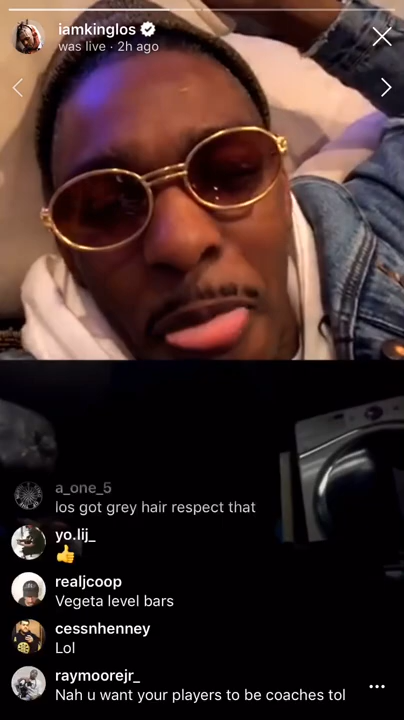 iamkinglos
was live · 2h ago
a_one_5
los got grey hair respect that
yo.lij_
👍
realjcoop
Vegeta level bars
cessnhenney
Lol
raymoorejr_
Nah u want your players to be coaches tol